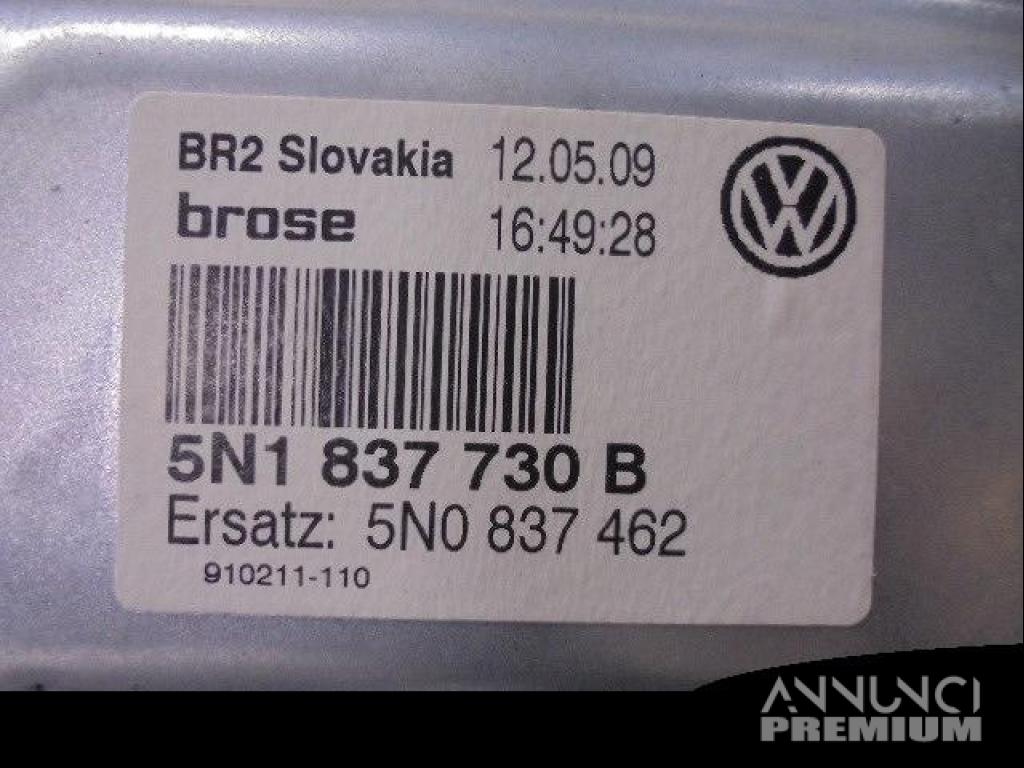 BR2 Slovakia 12.05.09
brose 16:49:28
5N1 837 730 B
Ersatz: 5N0 837 462
910211-110
ANNUNCI
PREMIUM